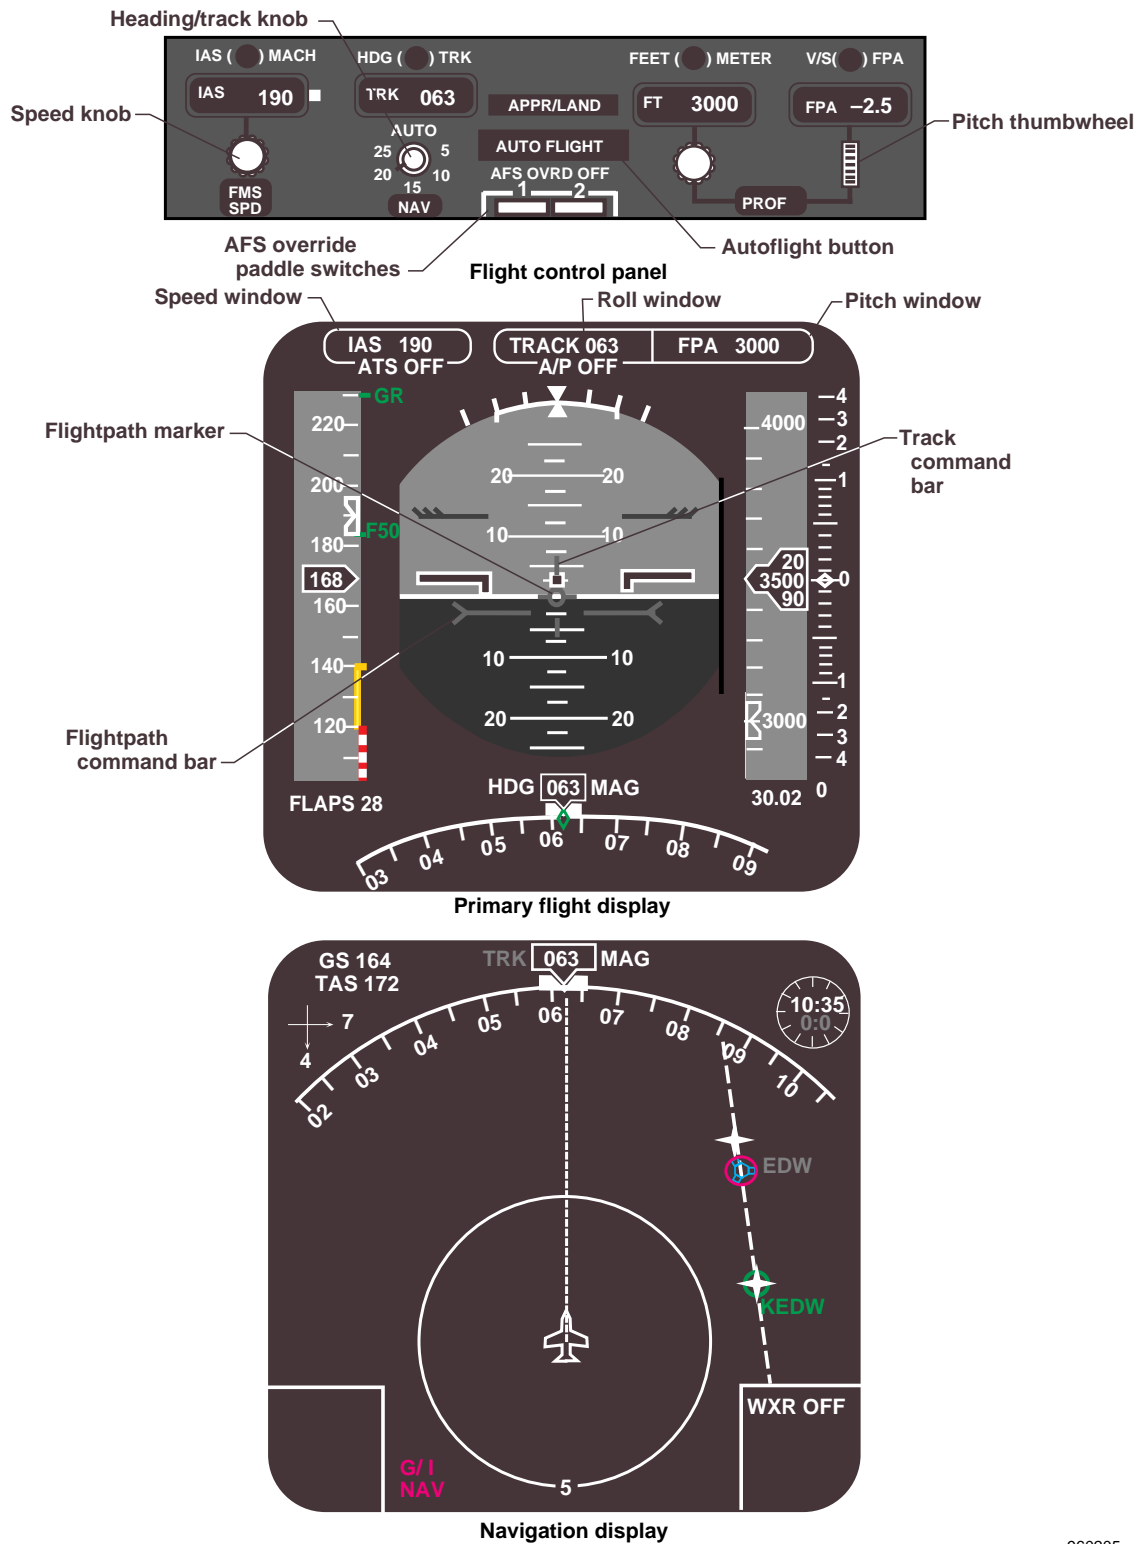 Heading/track knob
IAS ( ) MACH
HDG ( ) TRK
FEET ( ) METER
V/S( ) FPA
IAS 190
TRK 063
APPR/LAND
FT 3000
FPA –2.5
Speed knob
Pitch thumbwheel
AUTO
25 5
20 10
15
AUTO FLIGHT
AFS OVRD OFF
1 2
FMS
SPD
NAV
PROF
AFS override
paddle switches
Autoflight button
Flight control panel
Speed window
Roll window
Pitch window
IAS 190
ATS OFF
TRACK 063
A/P OFF
FPA 3000
GR
220
200
F50
180
168
160
140
120
FLAPS 28
Flightpath marker
Track
command
bar
20 20
10 10
10 10
20 20
Flightpath
command bar
4000
20
3500
90
3000
30.02
4
3
2
1
0
1
2
3
4
0
HDG 063 MAG
03 04 05 06 07 08 09
Primary flight display
GS 164
TAS 172
TRK 063 MAG
10:35
0:0
7
4
02 03 04 05 06 07 08 09 10
EDW
KEDW
WXR OFF
G/ I
NAV
5
Navigation display